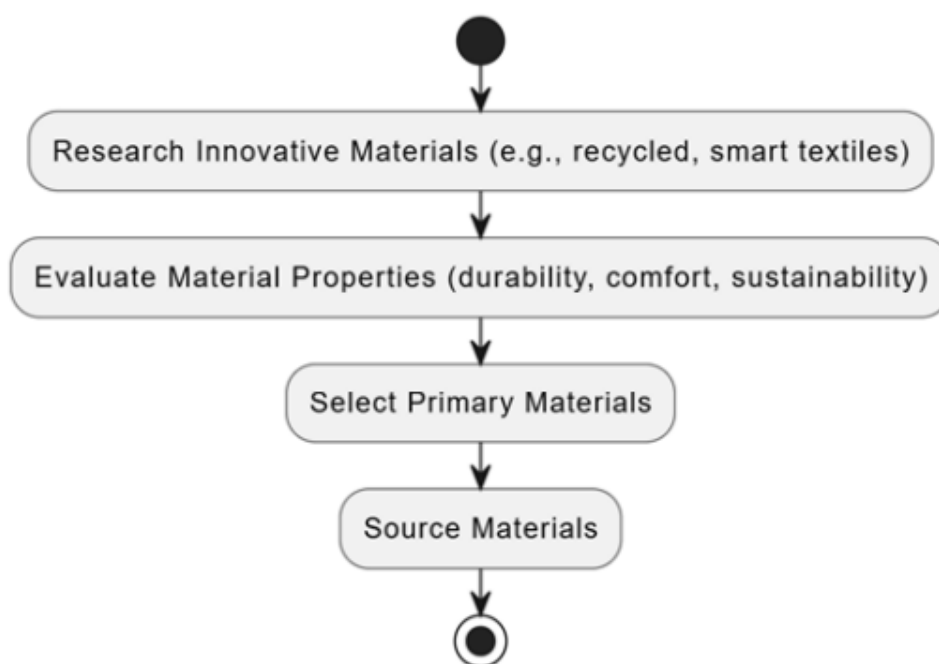 Research Innovative Materials (e.g., recycled, smart textiles)
Evaluate Material Properties (durability, comfort, sustainability)
Select Primary Materials
Source Materials